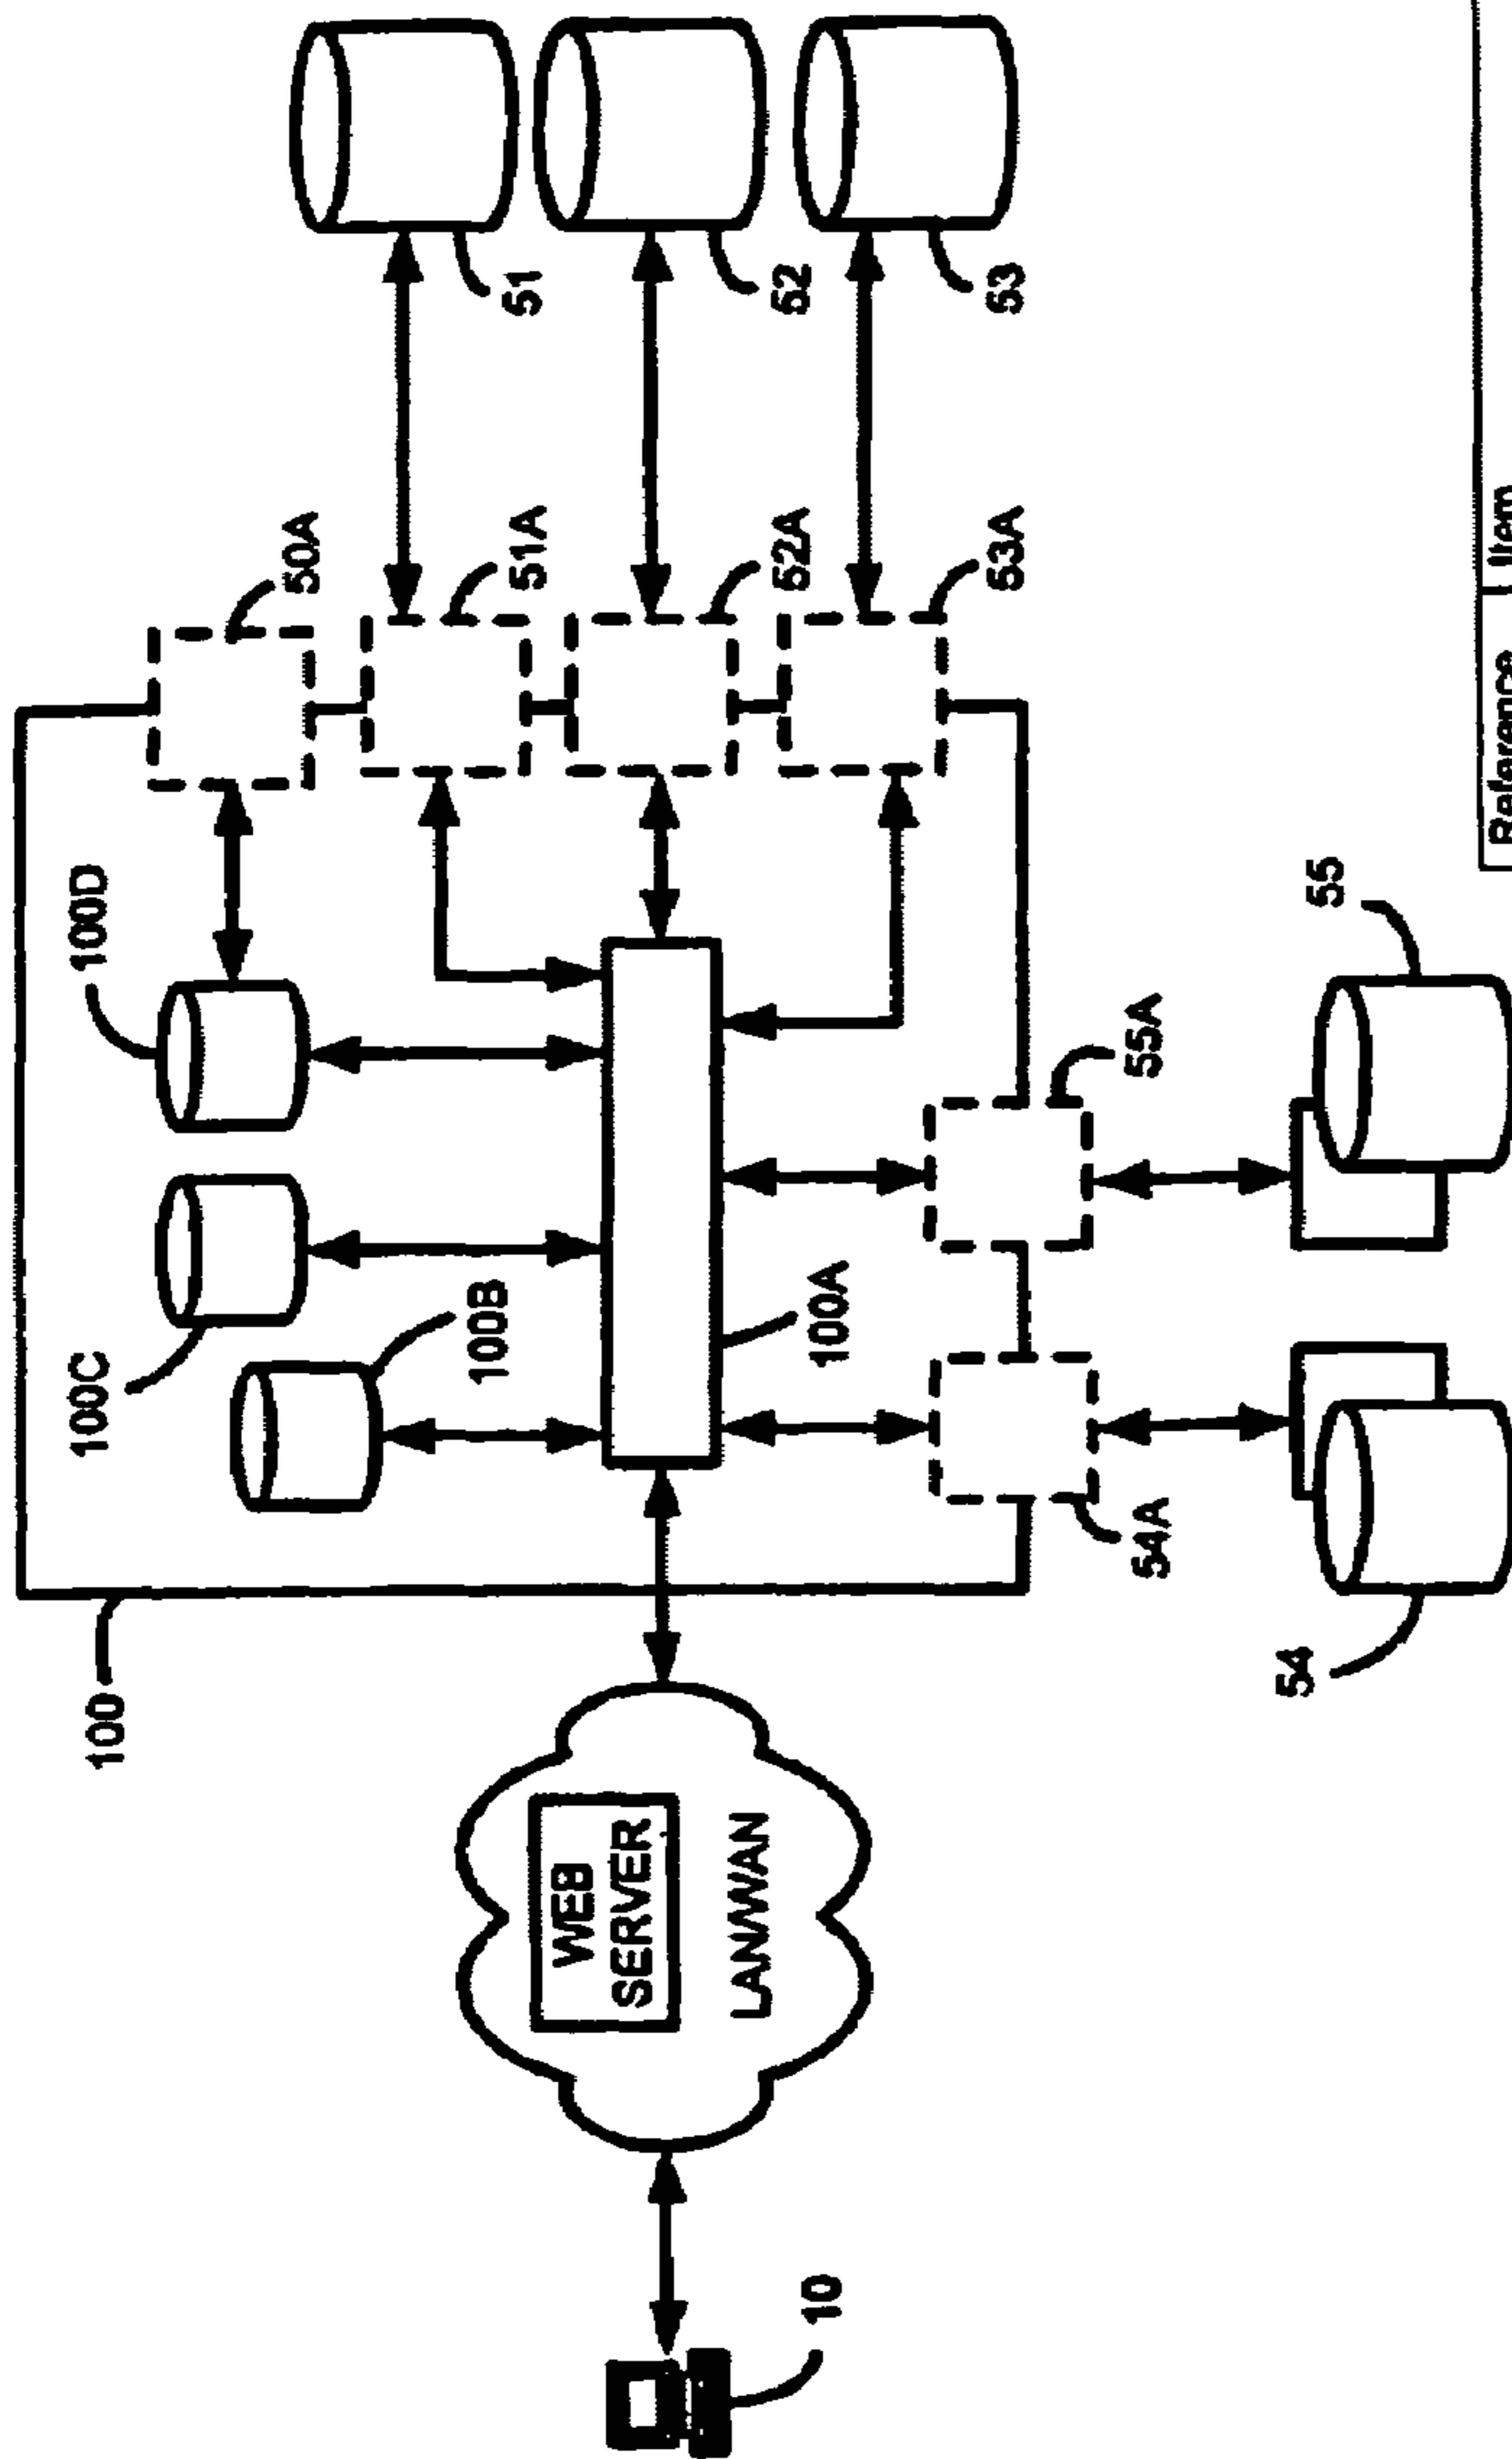 100
100C
100D
50A
100B
51A
51
WEB
SERVER
LAN/WAN
52A
52
10
100A
53A
53
54A
55A
54
55
Reference
Item